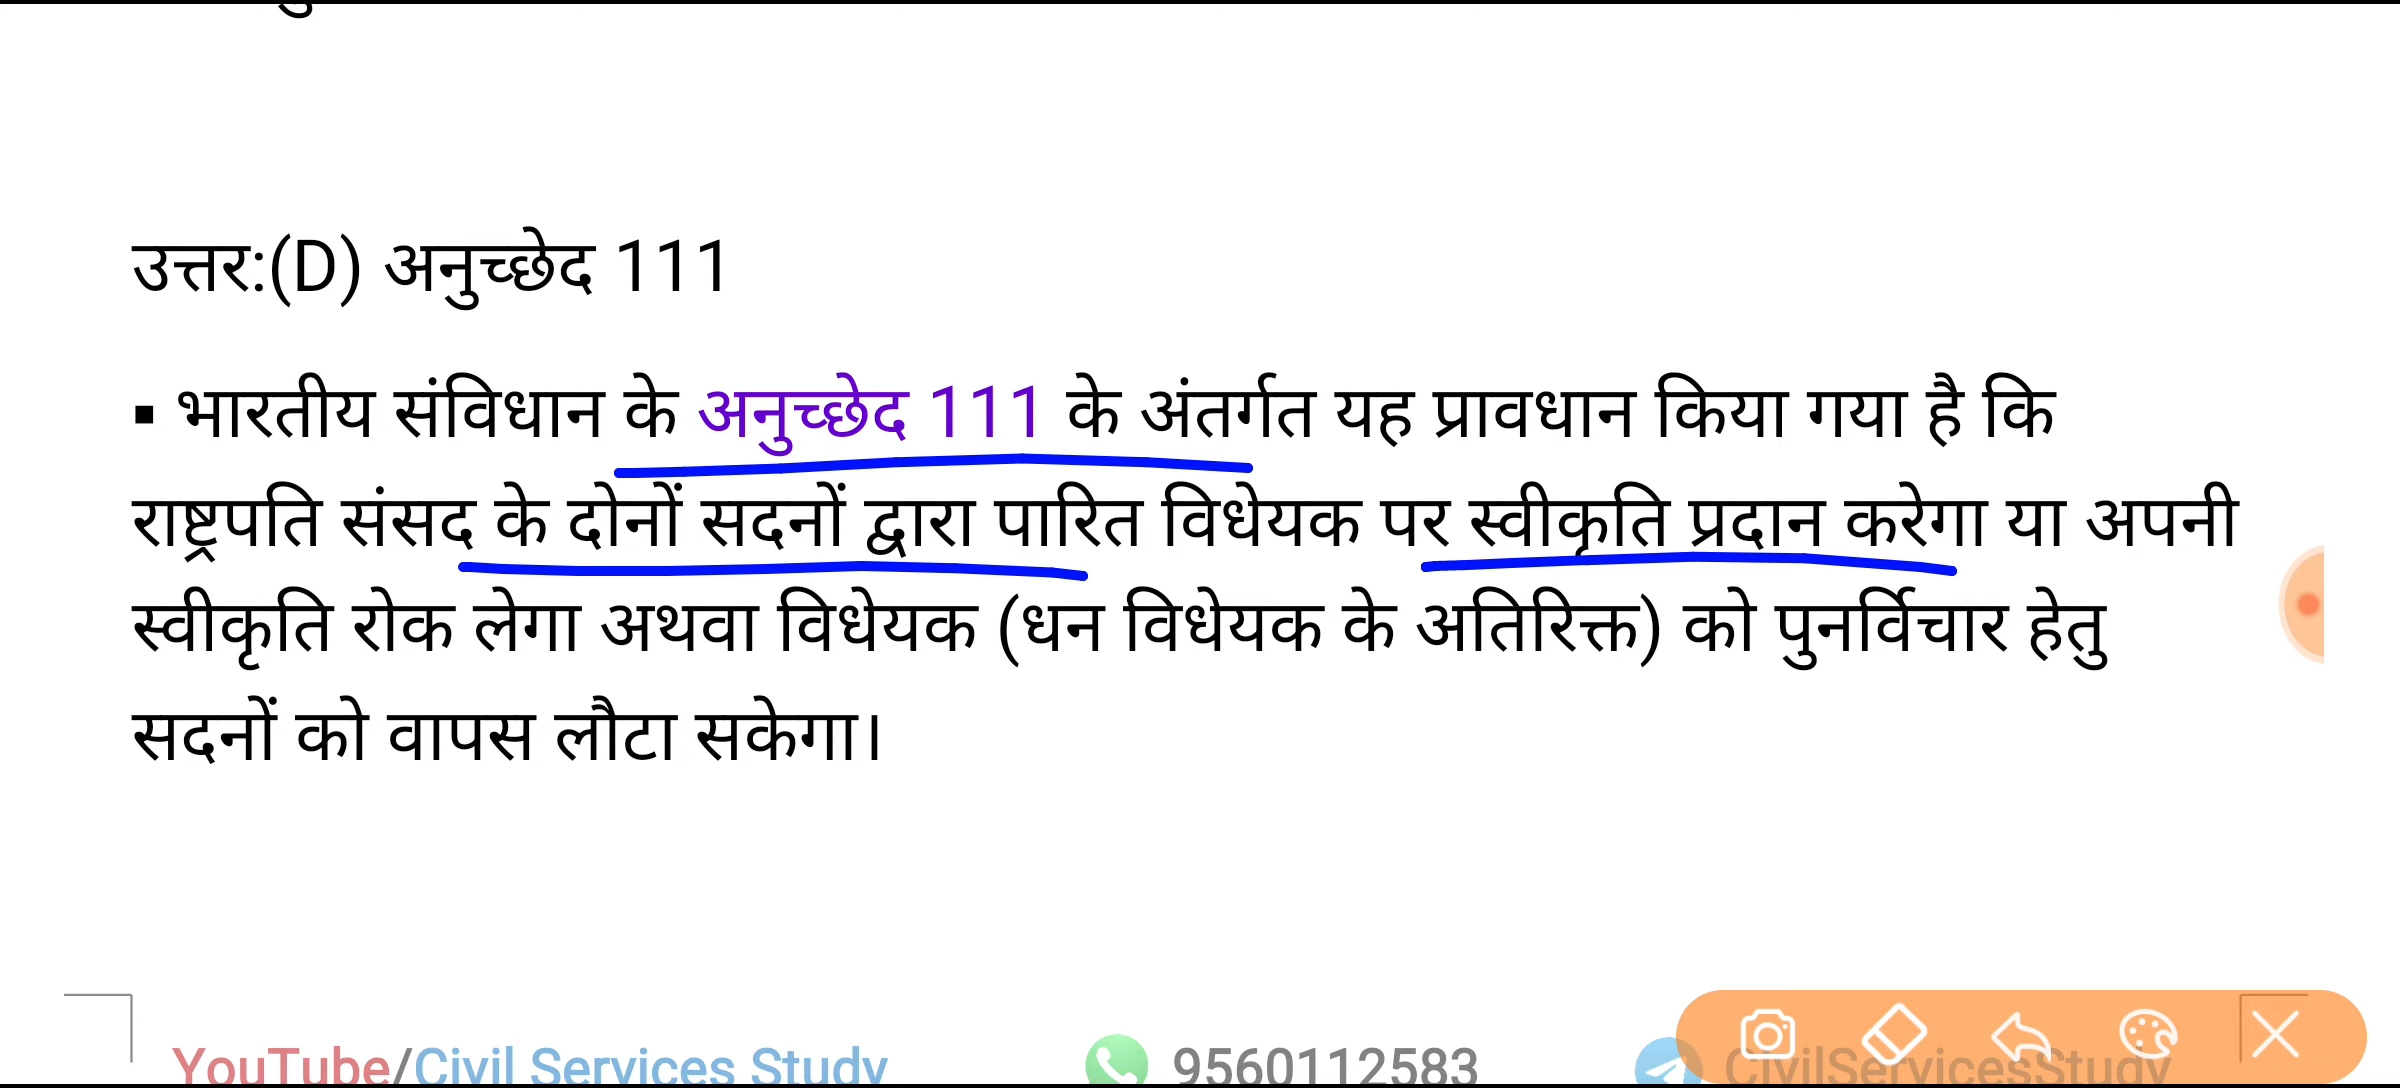 उत्तर:(D) अनुच्छेद 111
▪ भारतीय संविधान के अनुच्छेद 111 के अंतर्गत यह प्रावधान किया गया है कि
राष्ट्रपति संसद के दोनों सदनों द्वारा पारित विधेयक पर स्वीकृति प्रदान करेगा या अपनी
स्वीकृति रोक लेगा अथवा विधेयक (धन विधेयक के अतिरिक्त) को पुनर्विचार हेतु
सदनों को वापस लौटा सकेगा।
YouTube/Civil Services Study 9560112583 CivilServicesStudy